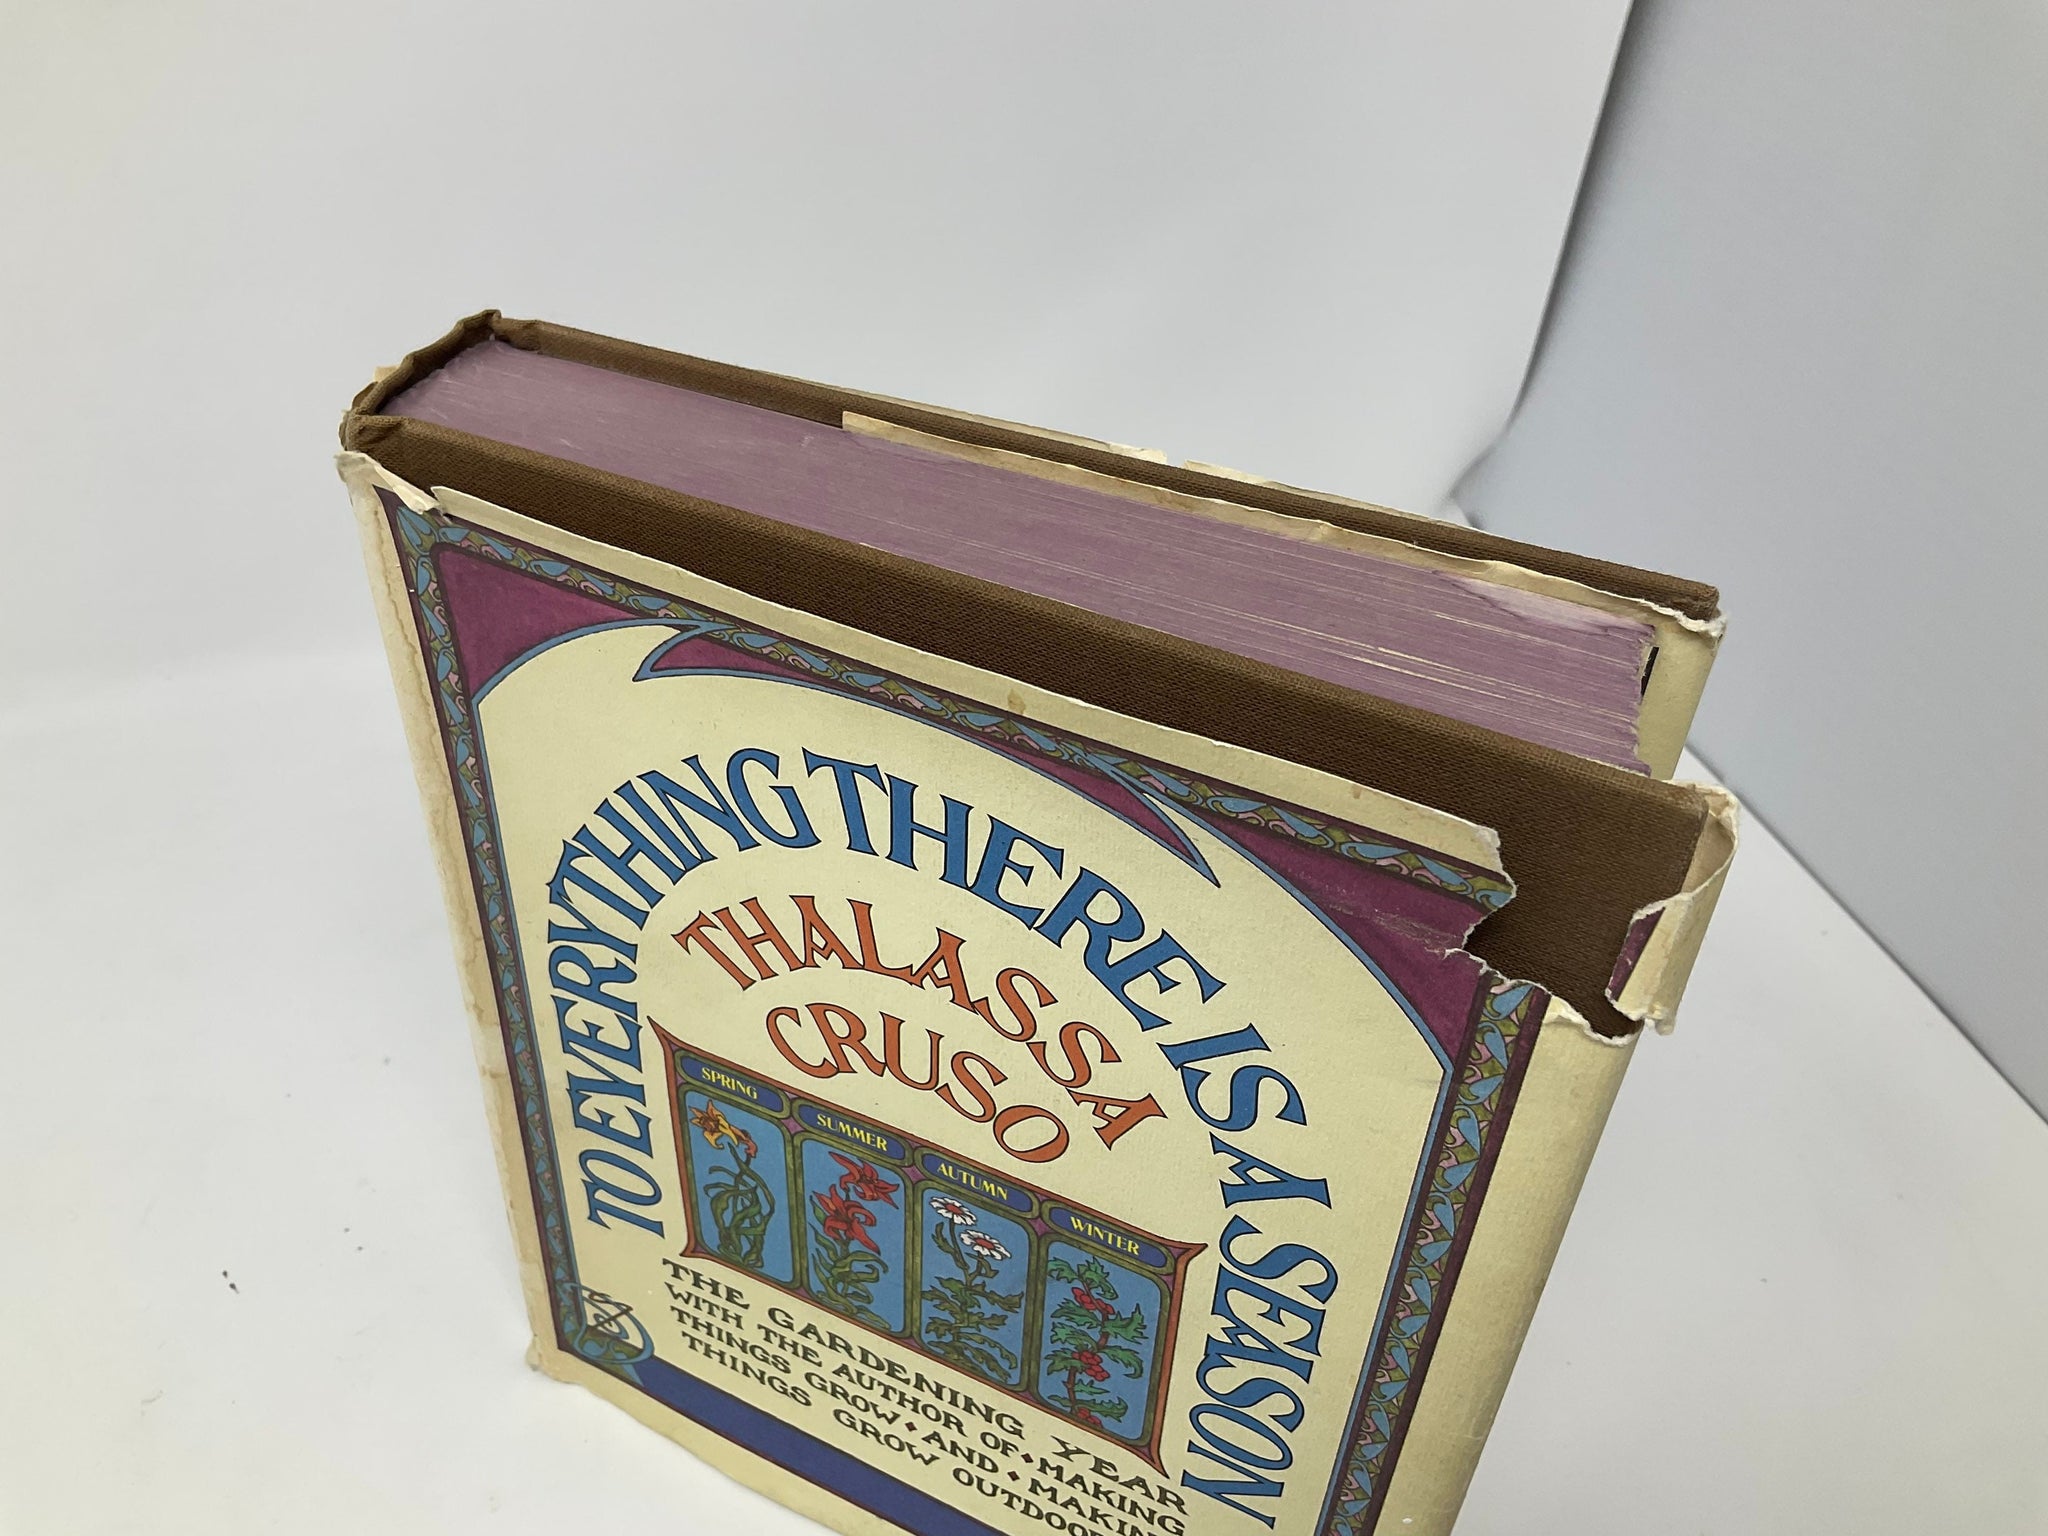 TO EVERYTHING THERE IS A SEASON
THALASSA
CRUSO
SPRING
SUMMER
AUTUMN
WINTER
THE GARDENING YEAR
WITH THE AUTHOR OF • MAKING
THINGS GROW • AND • MAKING
THINGS GROW